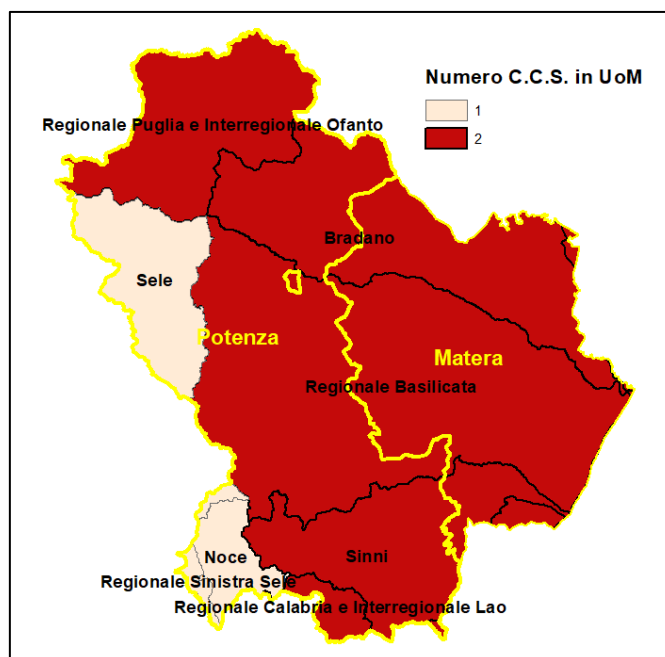 Numero C.C.S. in UoM
1
2
Regionale Puglia e Interregionale Ofanto
Bradano
Sele
Potenza
Matera
Regionale Basilicata
Noce
Sinni
Regionale Sinistra Sele
Regionale Calabria e Interregionale Lao